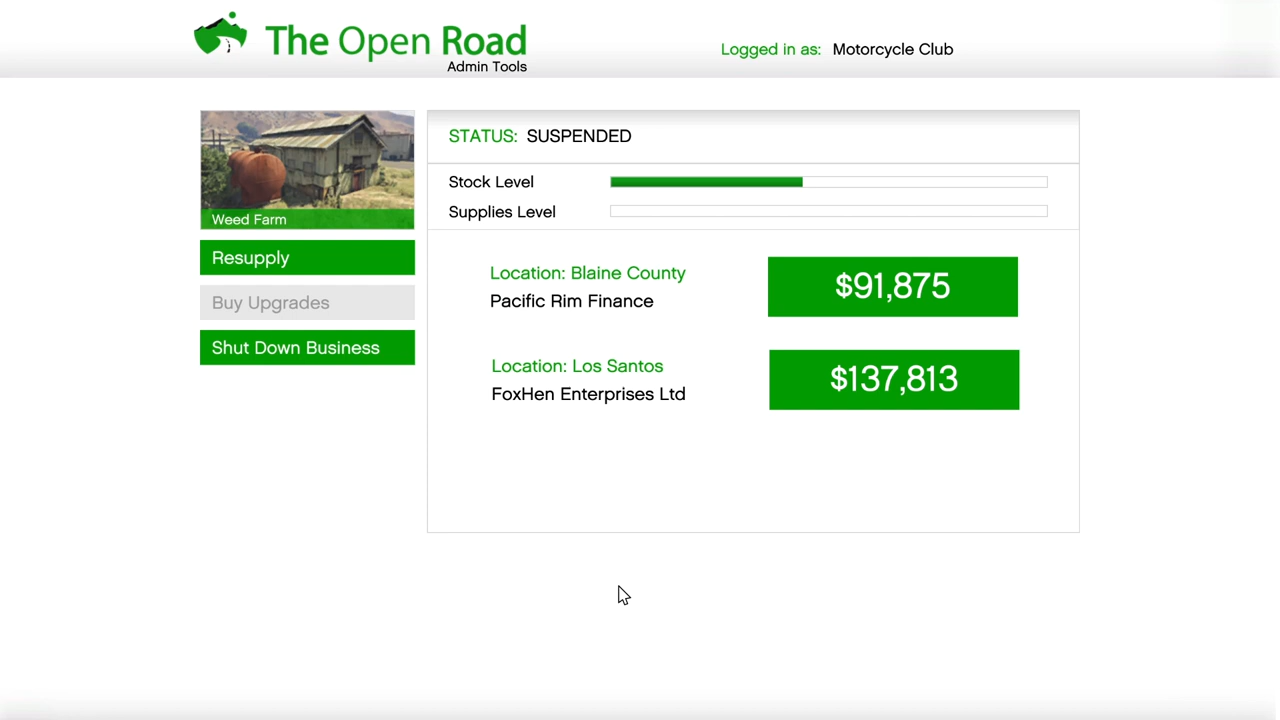 The Open Road
Admin Tools
Logged in as: Motorcycle Club
Weed Farm
Resupply
Buy Upgrades
Shut Down Business
STATUS: SUSPENDED
Stock Level
Supplies Level
Location: Blaine County
Pacific Rim Finance
$91,875
Location: Los Santos
FoxHen Enterprises Ltd
$137,813